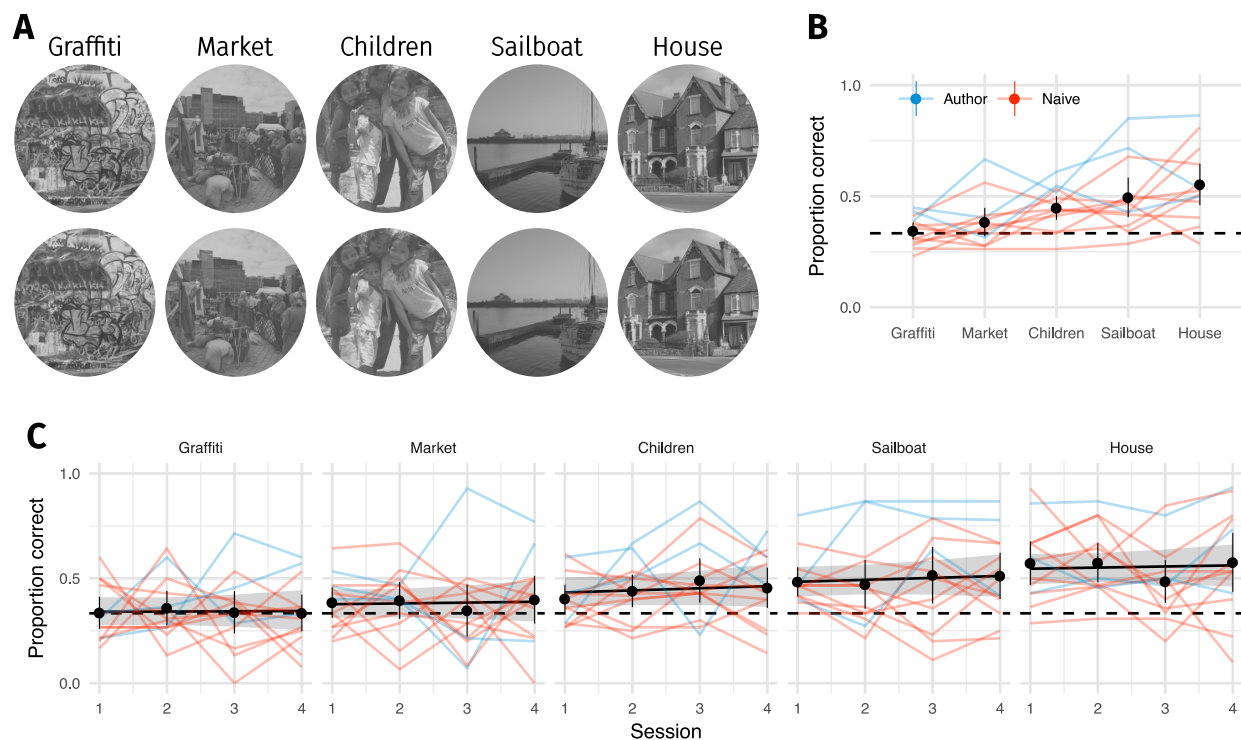 A
Graffiti
Market
Children
Sailboat
House
B
Proportion correct
1.0
0.5
0.0
Author
Naive
Graffiti
Market
Children
Sailboat
House
C
Graffiti
Market
Children
Sailboat
House
Proportion correct
1.0
0.5
0.0
1 2 3 4
1 2 3 4
1 2 3 4
1 2 3 4
1 2 3 4
Session